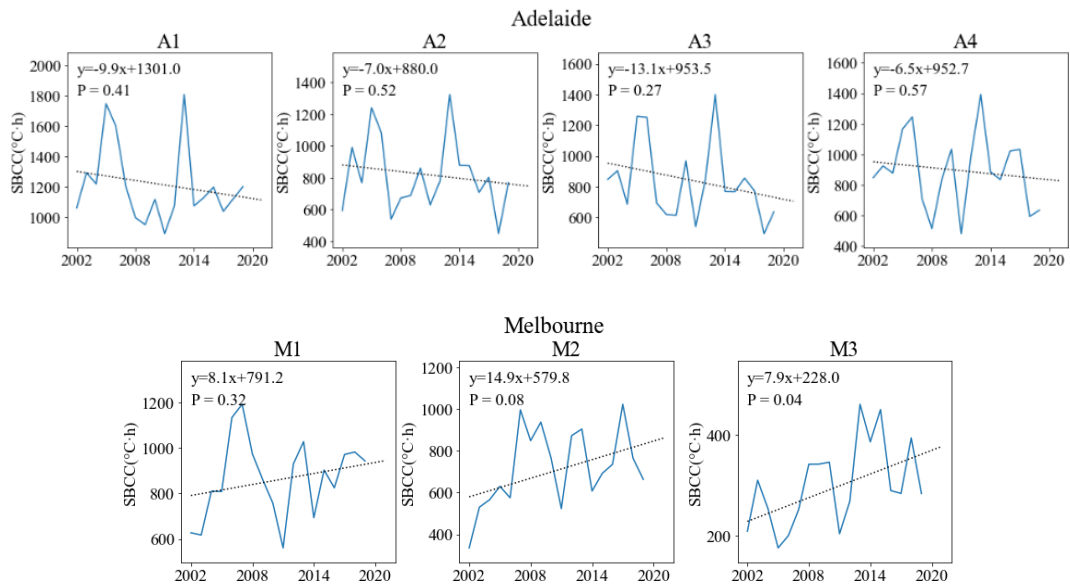 Adelaide
A1
A2
A3
A4
y=-9.9x+1301.0
P = 0.41
y=-7.0x+880.0
P = 0.52
y=-13.1x+953.5
P = 0.27
y=-6.5x+952.7
P = 0.57
SBCC(°C·h)
2000
1800
1600
1400
1200
1000
2002
2008
2014
2020
SBCC(°C·h)
1400
1200
1000
800
600
400
2002
2008
2014
2020
SBCC(°C·h)
1600
1400
1200
1000
800
600
2002
2008
2014
2020
SBCC(°C·h)
1600
1400
1200
1000
800
600
400
2002
2008
2014
2020
Melbourne
M1
M2
M3
y=8.1x+791.2
P = 0.32
y=14.9x+579.8
P = 0.08
y=7.9x+228.0
P = 0.04
SBCC(°C·h)
1200
1000
800
600
2002
2008
2014
2020
SBCC(°C·h)
1200
1000
800
600
400
2002
2008
2014
2020
SBCC(°C·h)
400
200
2002
2008
2014
2020